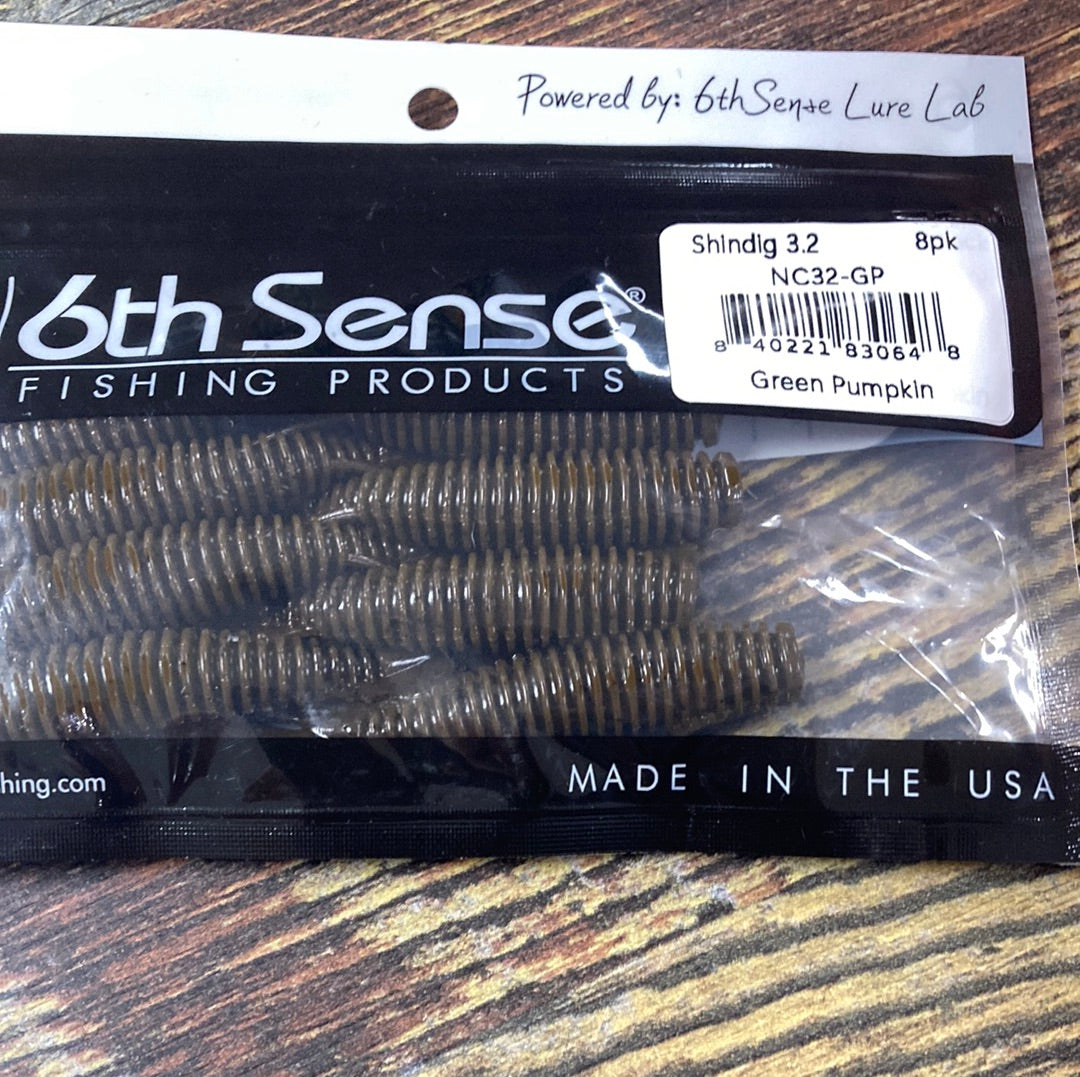 Powered by: 6thSense Lure Lab
Shindig 3.2 8pk
NC32-GP
8 40221 83064 8
Green Pumpkin
6th Sense®
FISHING PRODUCTS
hing.com
MADE IN THE USA